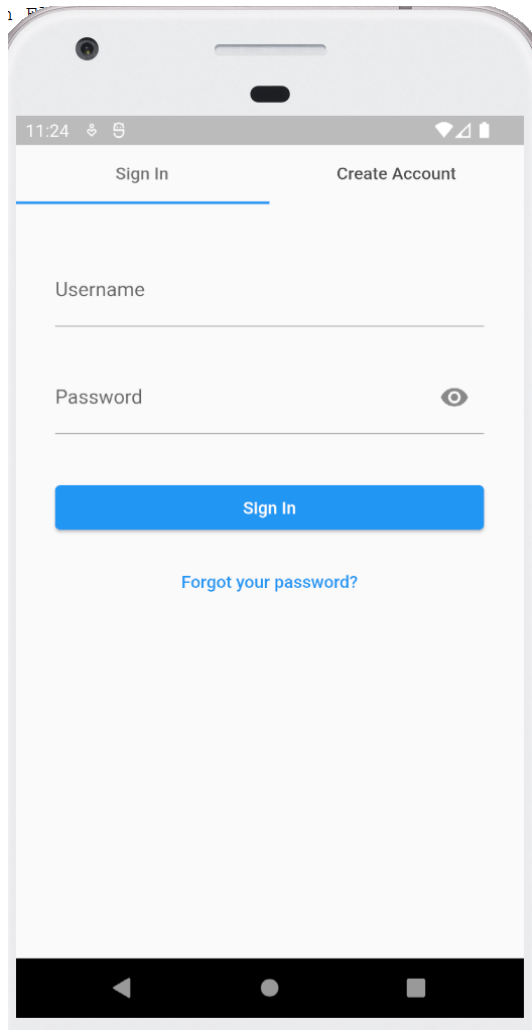 11:24
Sign In Create Account
Username
Password
Sign In
Forgot your password?